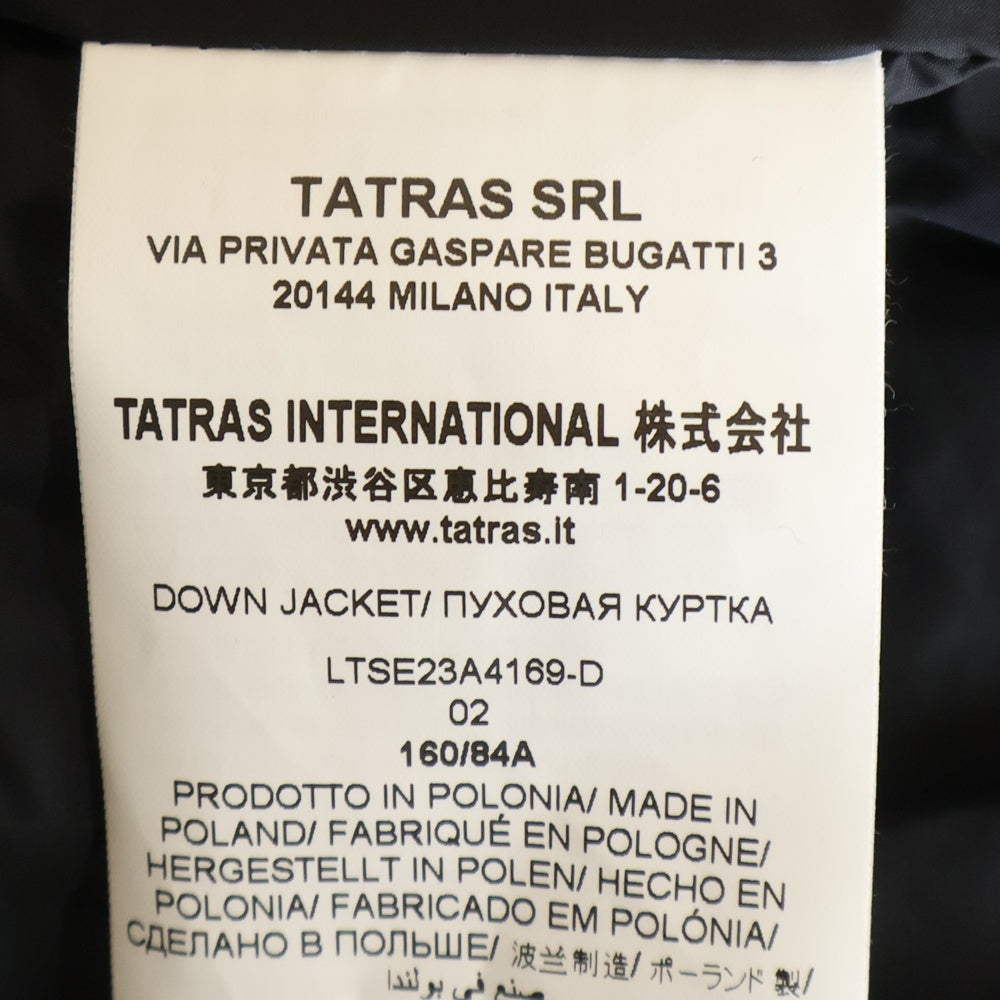 TATRAS SRL
VIA PRIVATA GASPARE BUGATTI 3
20144 MILANO ITALY
TATRAS INTERNATIONAL 株式会社
東京都渋谷区恵比寿南 1-20-6
www.tatras.it
DOWN JACKET/ ПУХОВАЯ КУРТКА
LTSE23A4169-D
02
160/84A
PRODOTTO IN POLONIA/ MADE IN
POLAND/ FABRIQUÉ EN POLOGNE/
HERGESTELLT IN POLEN/ HECHO EN
POLONIA/ FABRICADO EM POLÓNIA/
СДЕЛАНО В ПОЛЬШЕ/ 波兰制造/ ポーランド 製/
صنع في بولندا